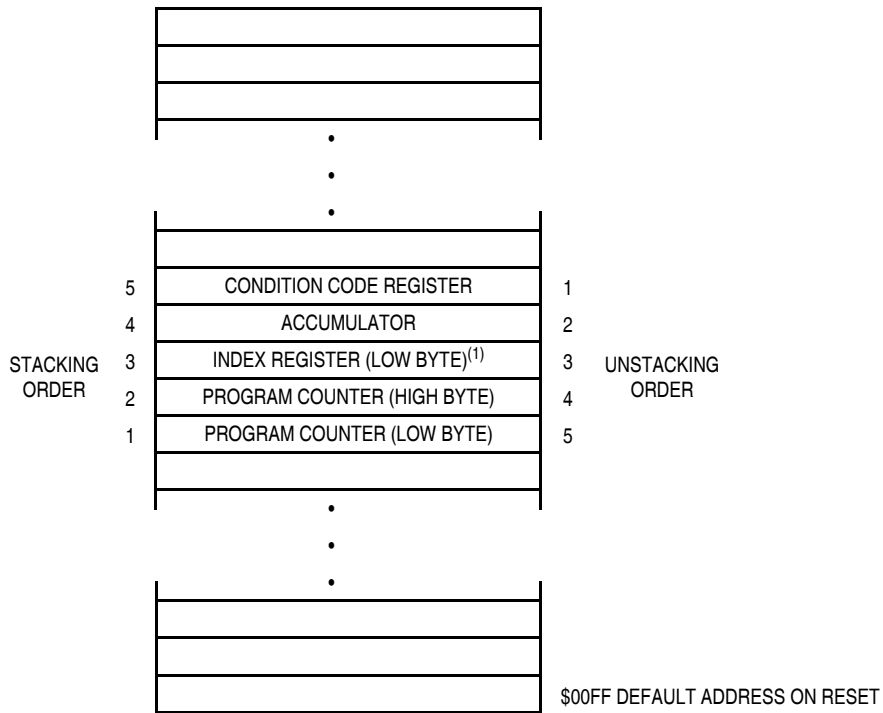 5 CONDITION CODE REGISTER 1
4 ACCUMULATOR 2
STACKING ORDER 3 INDEX REGISTER (LOW BYTE)(1) 3 UNSTACKING ORDER
2 PROGRAM COUNTER (HIGH BYTE) 4
1 PROGRAM COUNTER (LOW BYTE) 5
$00FF DEFAULT ADDRESS ON RESET